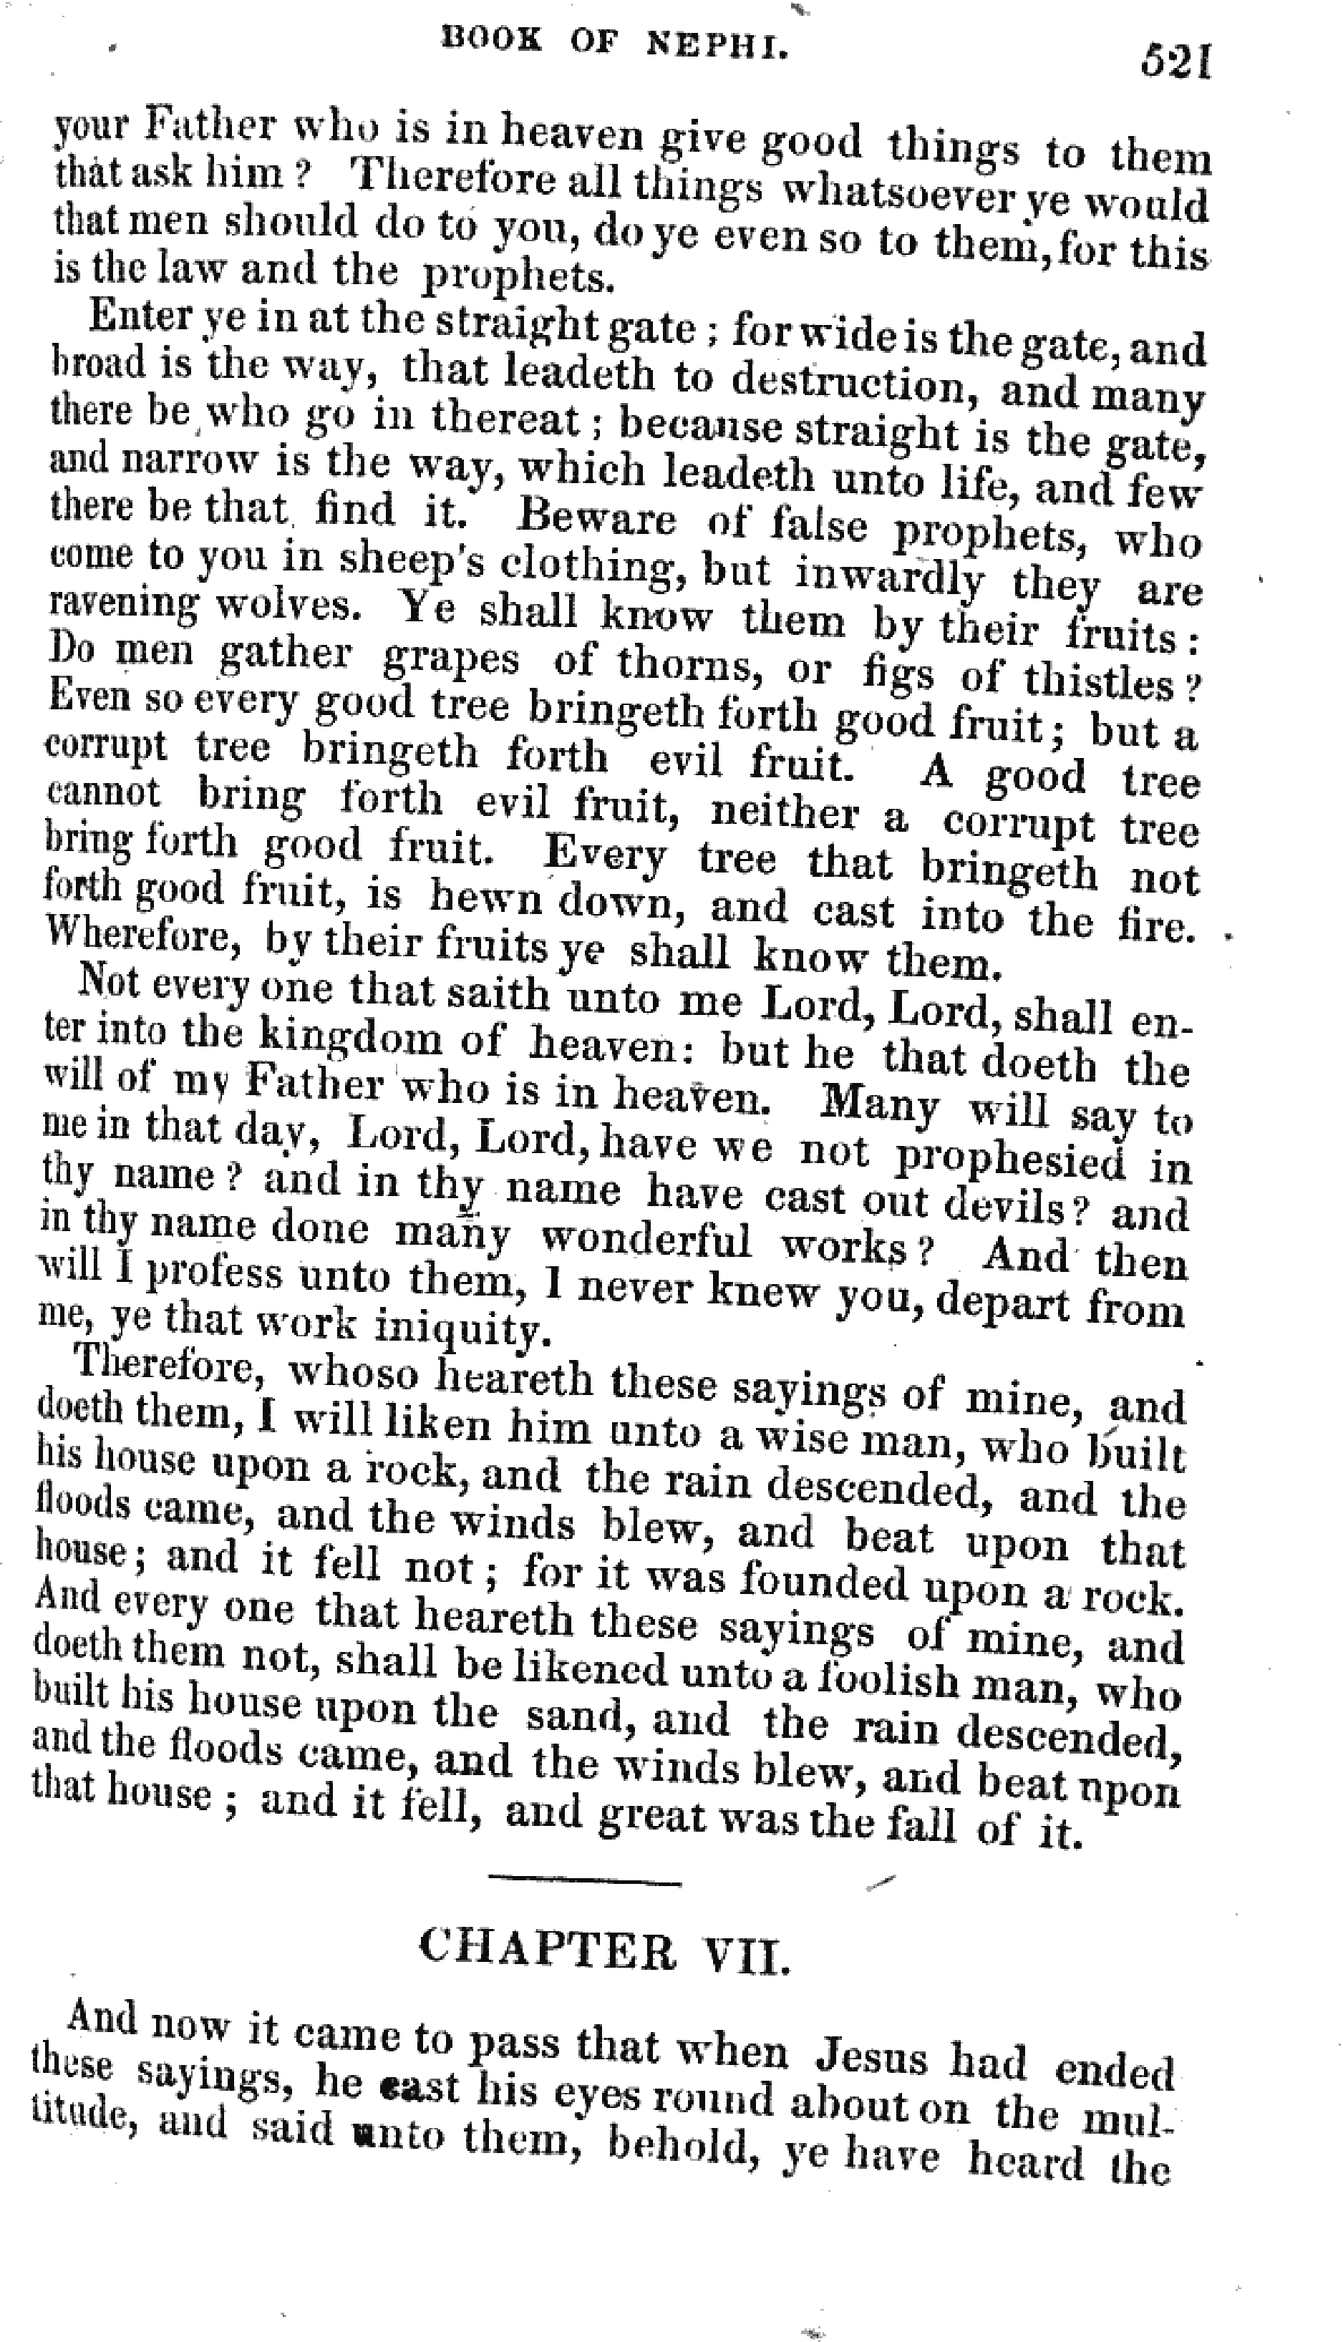 BOOK OF NEPHI. 521
your Father who is in heaven give good things to them
that ask him? Therefore all things whatsoever ye would
that men should do to you, do ye even so to them, for this
is the law and the prophets.
Enter ye in at the straight gate; for wide is the gate, and
broad is the way, that leadeth to destruction, and many
there be who go in thereat; because straight is the gate,
and narrow is the way, which leadeth unto life, and few
there be that find it. Beware of false prophets, who
come to you in sheep's clothing, but inwardly they are
ravening wolves. Ye shall know them by their fruits:
Do men gather grapes of thorns, or figs of thistles?
Even so every good tree bringeth forth good fruit; but a
corrupt tree bringeth forth evil fruit. A good tree
cannot bring forth evil fruit, neither a corrupt tree
bring forth good fruit. Every tree that bringeth not
forth good fruit, is hewn down, and cast into the fire.
Wherefore, by their fruits ye shall know them.
Not every one that saith unto me Lord, Lord, shall en-
ter into the kingdom of heaven: but he that doeth the
will of my Father who is in heaven. Many will say to
me in that day, Lord, Lord, have we not prophesied in
thy name? and in thy name have cast out devils? and
in thy name done many wonderful works? And then
will I profess unto them, I never knew you, depart from
me, ye that work iniquity.
Therefore, whoso heareth these sayings of mine, and
doeth them, I will liken him unto a wise man, who built
his house upon a rock, and the rain descended, and the
floods came, and the winds blew, and beat upon that
house; and it fell not; for it was founded upon a rock.
And every one that heareth these sayings of mine, and
doeth them not, shall be likened unto a foolish man, who
built his house upon the sand, and the rain descended,
and the floods came, and the winds blew, and beat upon
that house; and it fell, and great was the fall of it.
CHAPTER VII.
And now it came to pass that when Jesus had ended
these sayings, he cast his eyes round about on the mul-
titude, and said unto them, behold, ye have heard the